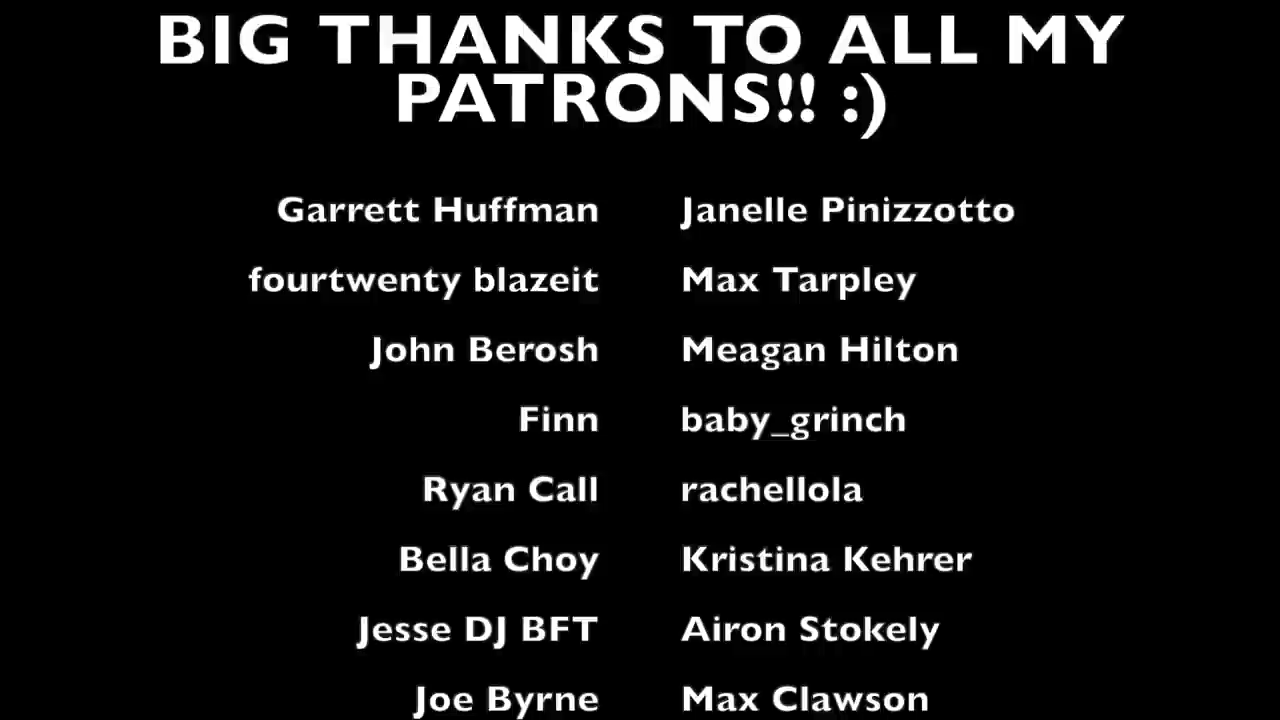 BIG THANKS TO ALL MY
PATRONS!! :)
Garrett Huffman Janelle Pinizzotto
fourtwenty blazeit Max Tarpley
John Berosh Meagan Hilton
Finn baby_grinch
Ryan Call rachellola
Bella Choy Kristina Kehrer
Jesse DJ BFT Airon Stokely
Joe Byrne Max Clawson